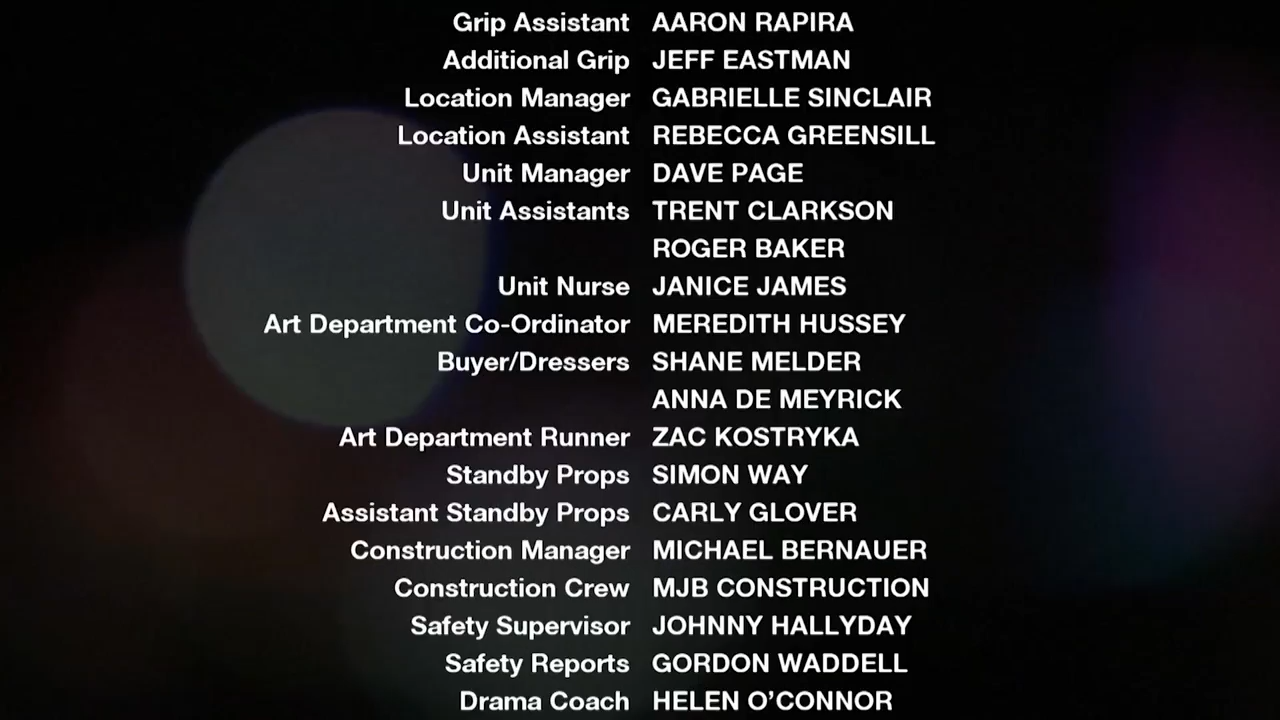 Grip Assistant AARON RAPIRA
Additional Grip JEFF EASTMAN
Location Manager GABRIELLE SINCLAIR
Location Assistant REBECCA GREENSILL
Unit Manager DAVE PAGE
Unit Assistants TRENT CLARKSON
ROGER BAKER
Unit Nurse JANICE JAMES
Art Department Co-Ordinator MEREDITH HUSSEY
Buyer/Dressers SHANE MELDER
ANNA DE MEYRICK
Art Department Runner ZAC KOSTRYKA
Standby Props SIMON WAY
Assistant Standby Props CARLY GLOVER
Construction Manager MICHAEL BERNAUER
Construction Crew MJB CONSTRUCTION
Safety Supervisor JOHNNY HALLYDAY
Safety Reports GORDON WADDELL
Drama Coach HELEN O’CONNOR